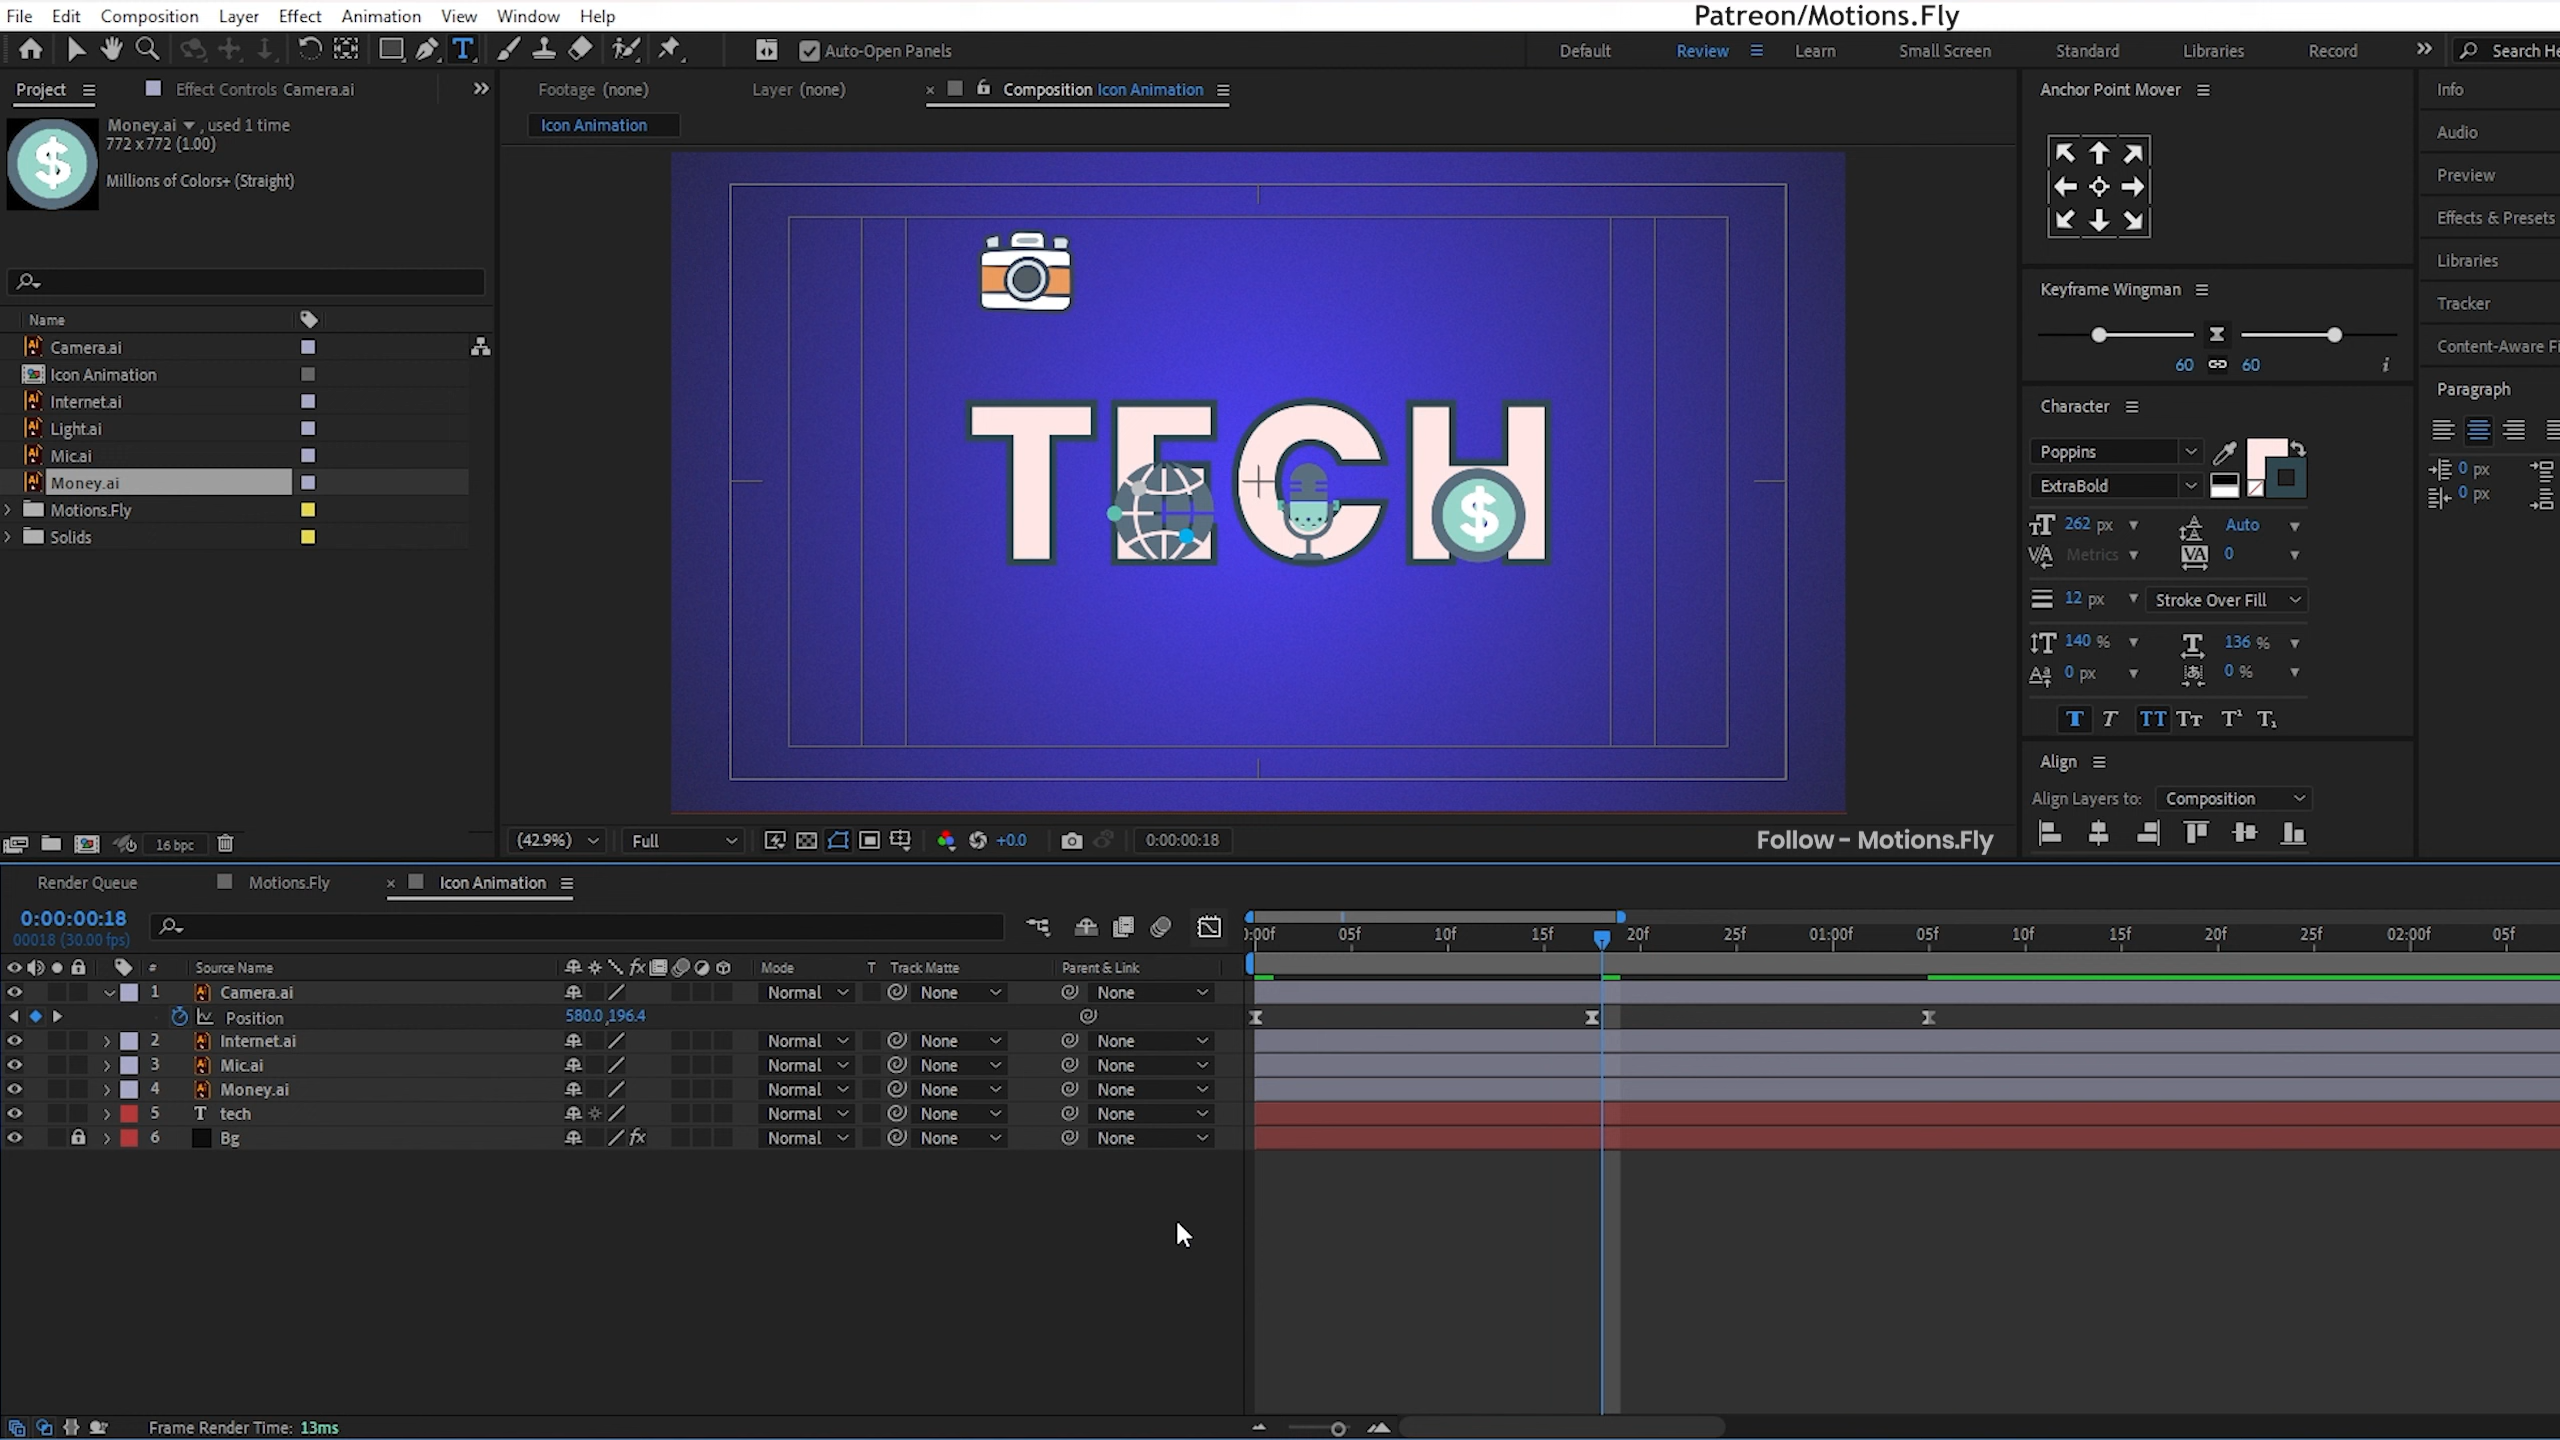 File Edit Composition Layer Effect Animation View Window Help
Patreon/Motions.Fly
Auto-Open Panels
Default Review Learn Small Screen Standard Libraries Record Search He
Project Effect Controls Camera.ai
Footage (none) Layer (none) × Composition Icon Animation
Icon Animation
Money.ai , used 1 time
772 x 772 (1.00)
Millions of Colors+ (Straight)
Name
Camera.ai
Icon Animation
Internet.ai
Light.ai
Mic.ai
Money.ai
Motions.Fly
Solids
16 bpc
TECH
$
(42.9%) Full +0.0 0:00:00:18
Follow - Motions.Fly
Anchor Point Mover
Keyframe Wingman
60 60 i
Character
Poppins
ExtraBold
262 px Auto
Metrics 0
12 px Stroke Over Fill
140 % 136 %
0 px 0 %
Align
Align Layers to: Composition
Info
Audio
Preview
Effects & Presets
Libraries
Tracker
Content-Aware Fi
Paragraph
0 px
0 px
Render Queue Motions.Fly × Icon Animation
0:00:00:18
00018 (30.00 fps)
:00f 05f 10f 15f 20f 25f 01:00f 05f 10f 15f 20f 25f 02:00f 05f
# Source Name Mode T Track Matte Parent & Link
1 Camera.ai Normal None None
Position 580.0,196.4
2 Internet.ai Normal None None
3 Mic.ai Normal None None
4 Money.ai Normal None None
5 T tech Normal None None
6 Bg fx Normal None None
Frame Render Time: 13ms